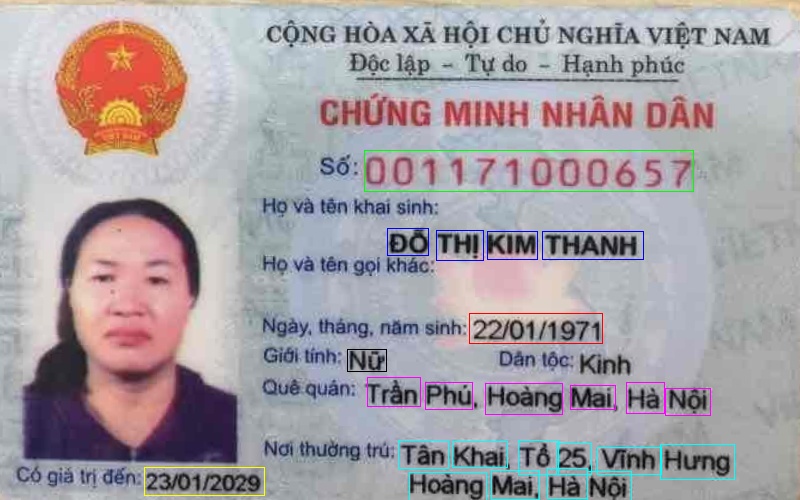 CỘNG HÒA XÃ HỘI CHỦ NGHĨA VIỆT NAM
Độc lập - Tự do - Hạnh phúc
CHỨNG MINH NHÂN DÂN
Số: 001171000657
Họ và tên khai sinh:
ĐỖ THỊ KIM THANH
Họ và tên gọi khác:
Ngày, tháng, năm sinh: 22/01/1971
Giới tính: Nữ Dân tộc: Kinh
Quê quán: Trần Phú, Hoàng Mai, Hà Nội
Nơi thường trú: Tân Khai, Tổ 25, Vĩnh Hưng
Có giá trị đến: 23/01/2029 Hoàng Mai, Hà Nội